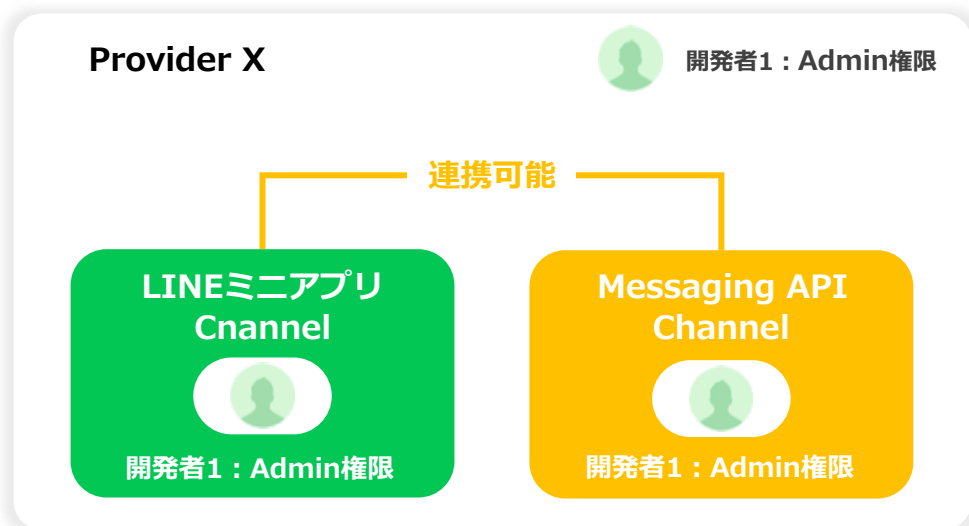 Provider X
開発者1：Admin権限
連携可能
LINEミニアプリ
Cnannel
開発者1：Admin権限
Messaging API
Channel
開発者1：Admin権限